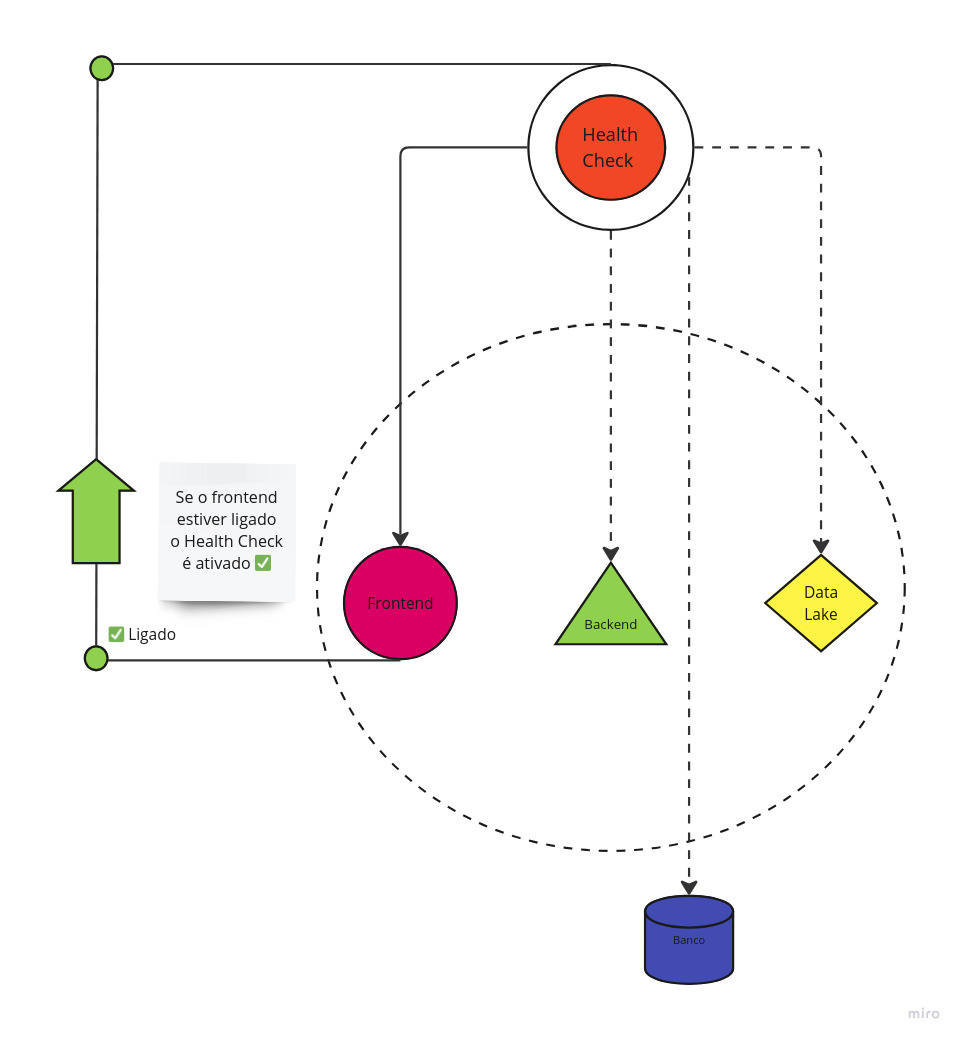 Health
Check
Se o frontend
estiver ligado
o Health Check
é ativado ✅
✅ Ligado
Frontend
Backend
Data
Lake
Banco
miro